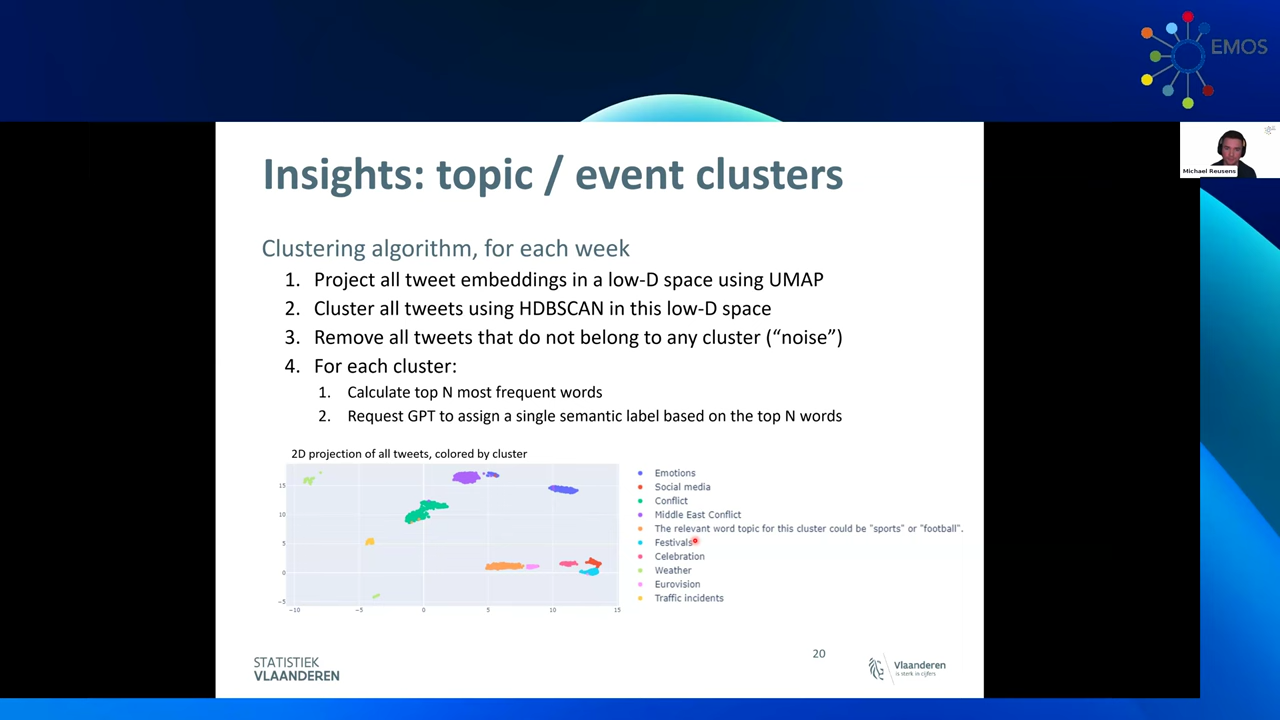 EMOS
Michael Reusens
Insights: topic / event clusters
Clustering algorithm, for each week
1. Project all tweet embeddings in a low-D space using UMAP
2. Cluster all tweets using HDBSCAN in this low-D space
3. Remove all tweets that do not belong to any cluster (“noise”)
4. For each cluster:
1. Calculate top N most frequent words
2. Request GPT to assign a single semantic label based on the top N words
2D projection of all tweets, colored by cluster
15
10
5
0
−5
−10
−5
0
5
10
15
Emotions
Social media
Conflict
Middle East Conflict
The relevant word topic for this cluster could be "sports" or "football".
Festivals
Celebration
Weather
Eurovision
Traffic incidents
20
STATISTIEK
VLAANDEREN
Vlaanderen
is sterk in cijfers